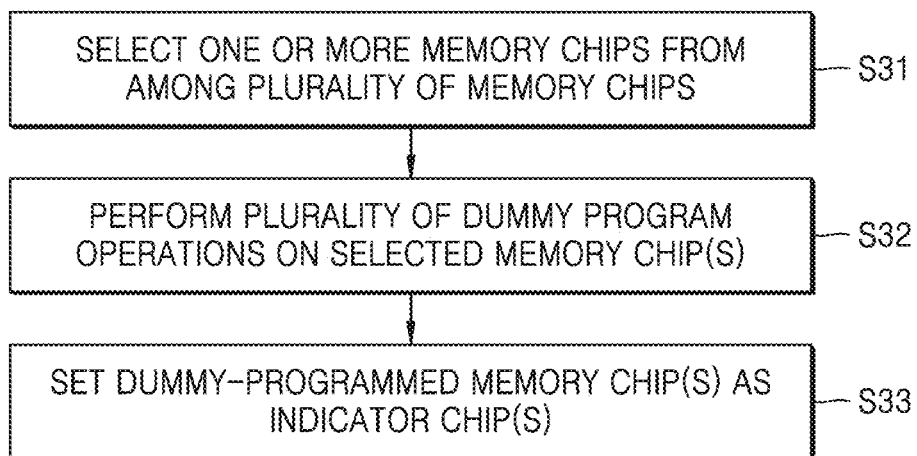 SELECT ONE OR MORE MEMORY CHIPS FROM
AMONG PLURALITY OF MEMORY CHIPS
S31
PERFORM PLURALITY OF DUMMY PROGRAM
OPERATIONS ON SELECTED MEMORY CHIP(S)
S32
SET DUMMY-PROGRAMMED MEMORY CHIP(S) AS
INDICATOR CHIP(S)
S33